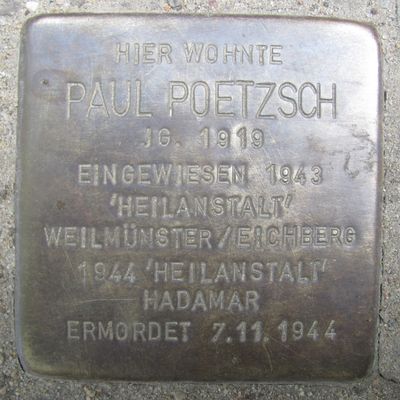 HIER WOHNTE
PAUL POETZSCH
JG. 1919
EINGEWIESEN 1943
'HEILANSTALT'
WEILMÜNSTER/EICHBERG
1944 'HEILANSTALT'
HADAMAR
ERMORDET 7.11.1944